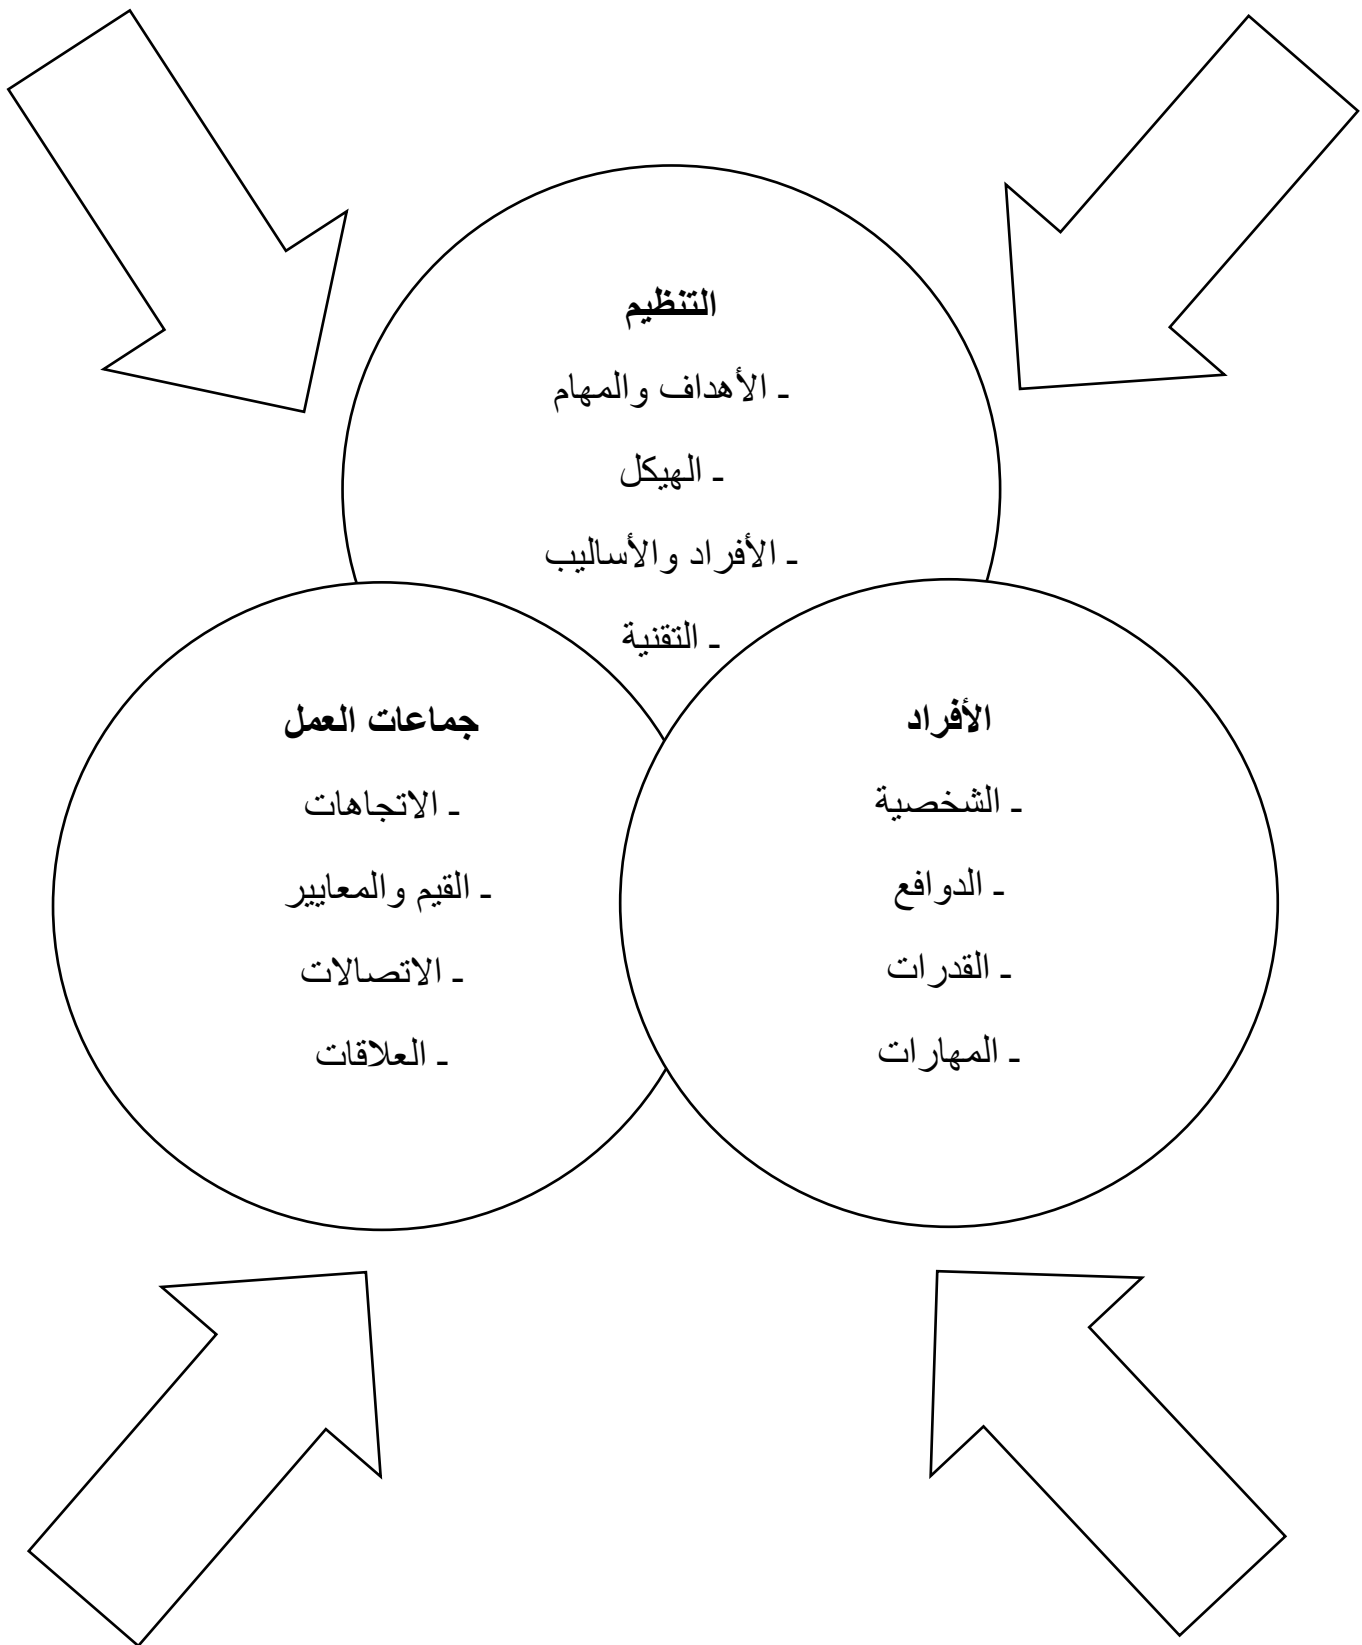 التنظيم
ـ الأهداف والمهام
ـ الهيكل
ـ الأفراد والأساليب
ـ التقنية
الأفراد
ـ الشخصية
ـ الدوافع
ـ القدرات
ـ المهارات
جماعات العمل
ـ الاتجاهات
ـ القيم والمعايير
ـ الاتصالات
ـ العلاقات